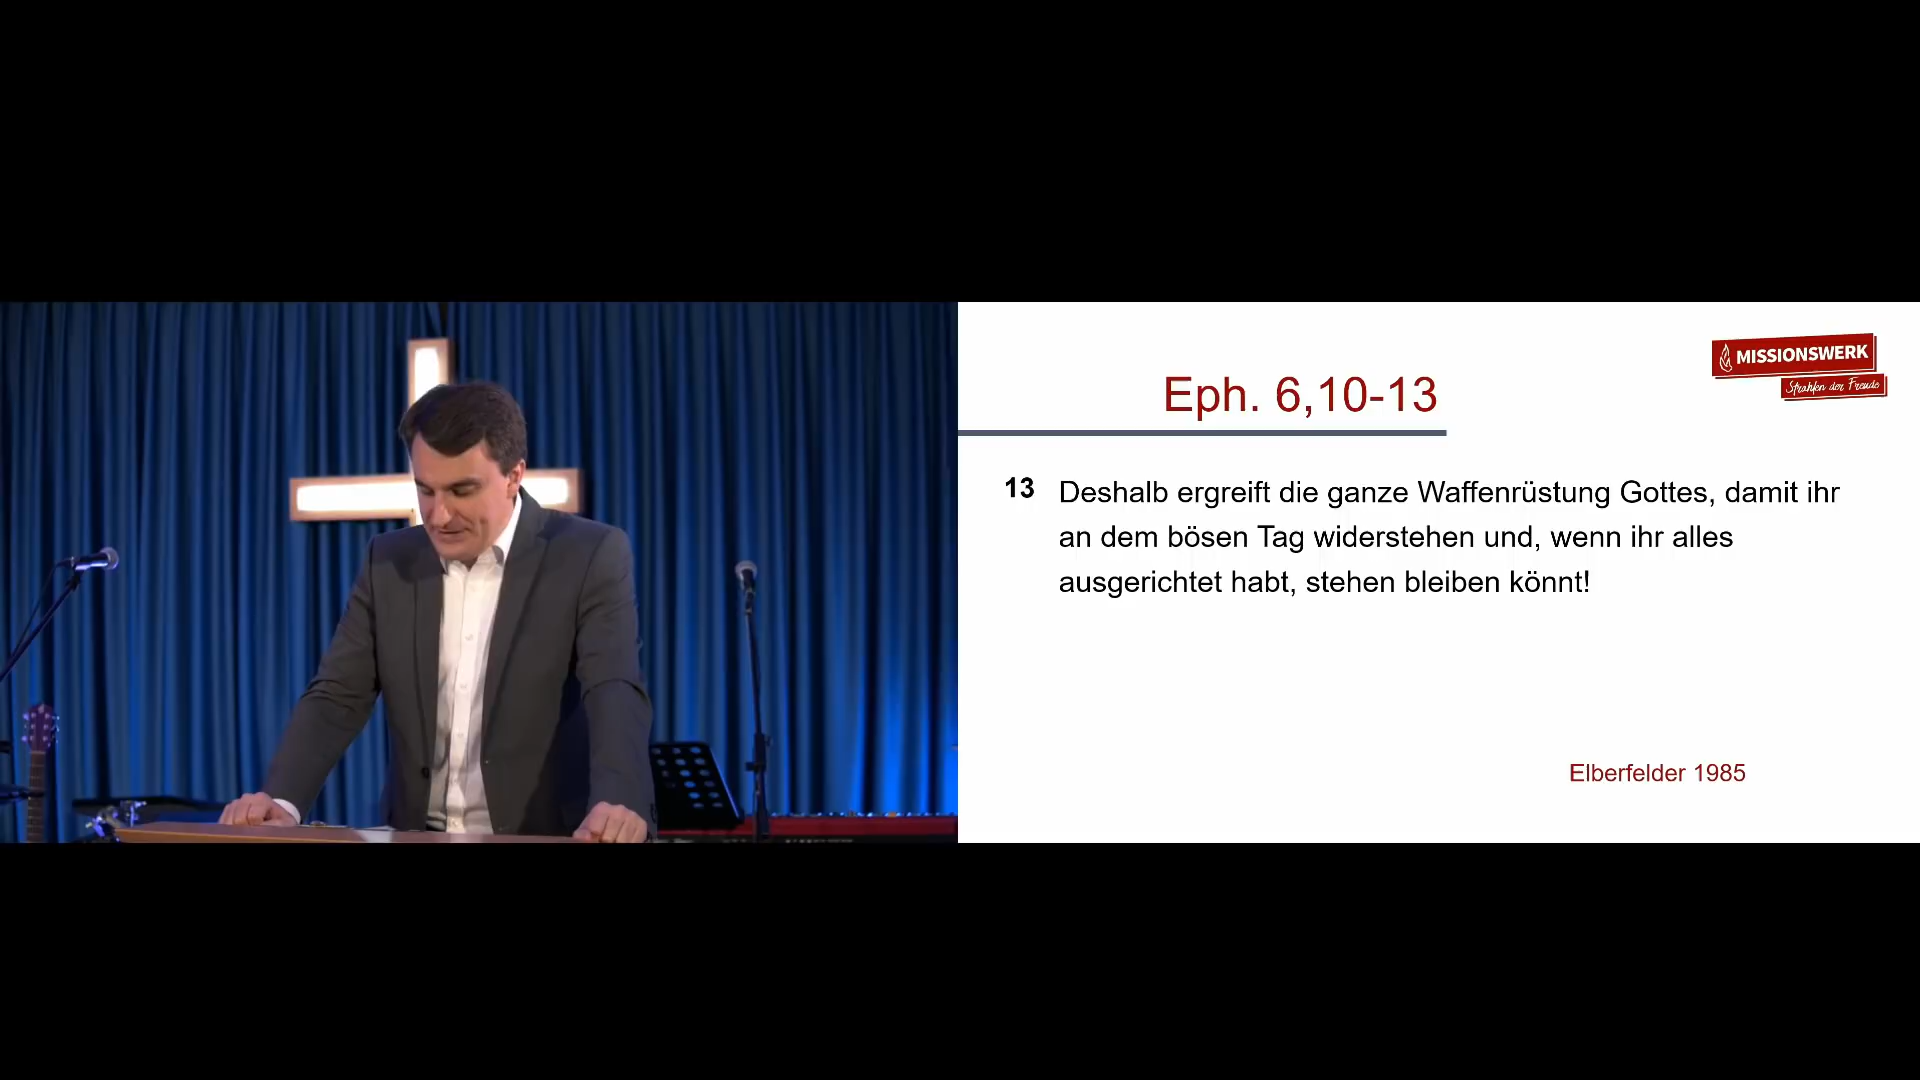 MISSIONSWERK
Strahlen der Freude
Eph. 6,10-13
13 Deshalb ergreift die ganze Waffenrüstung Gottes, damit ihr
an dem bösen Tag widerstehen und, wenn ihr alles
ausgerichtet habt, stehen bleiben könnt!
Elberfelder 1985